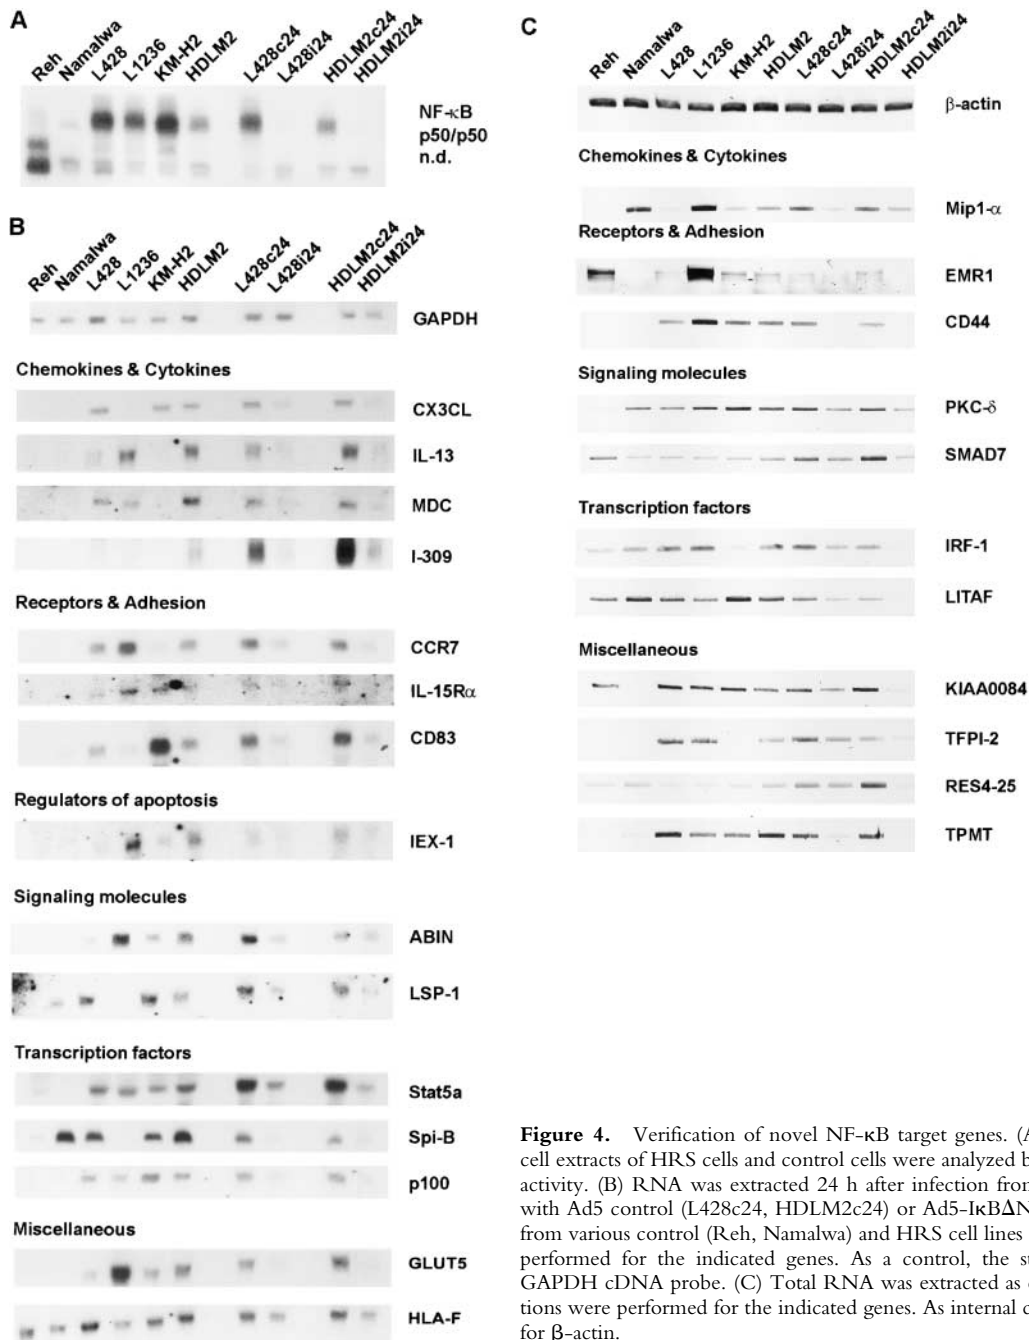 A
Reh
Namalwa
L428
L1236
KM-H2
HDLM2
L428c24
L428i24
HDLM2c24
HDLM2i24
NF-κB
p50/p50
n.d.
B
Reh
Namalwa
L428
L1236
KM-H2
HDLM2
L428c24
L428i24
HDLM2c24
HDLM2i24
GAPDH
Chemokines & Cytokines
CX3CL
IL-13
MDC
I-309
Receptors & Adhesion
CCR7
IL-15Rα
CD83
Regulators of apoptosis
IEX-1
Signaling molecules
ABIN
LSP-1
Transcription factors
Stat5a
Spi-B
p100
Miscellaneous
GLUT5
HLA-F
C
Reh
Namalwa
L428
L1236
KM-H2
HDLM2
L428c24
L428i24
HDLM2c24
HDLM2i24
β-actin
Chemokines & Cytokines
Mip1-α
Receptors & Adhesion
EMR1
CD44
Signaling molecules
PKC-δ
SMAD7
Transcription factors
IRF-1
LITAF
Miscellaneous
KIAA0084
TFPI-2
RES4-25
TPMT
Figure 4. Verification of novel NF-κB target genes. (A
cell extracts of HRS cells and control cells were analyzed b
activity. (B) RNA was extracted 24 h after infection from
with Ad5 control (L428c24, HDLM2c24) or Ad5-IκBΔN
from various control (Reh, Namalwa) and HRS cell lines
performed for the indicated genes. As a control, the s
GAPDH cDNA probe. (C) Total RNA was extracted as
tions were performed for the indicated genes. As internal c
for β-actin.